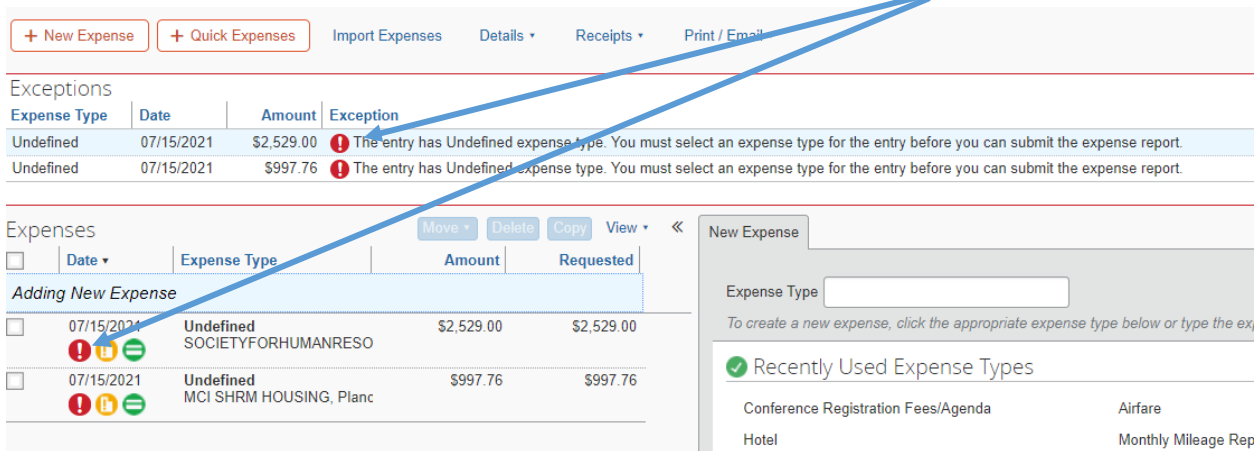 + New Expense + Quick Expenses Import Expenses Details Receipts Print / Email
Exceptions
Expense Type Date Amount Exception
Undefined 07/15/2021 $2,529.00 The entry has Undefined expense type. You must select an expense type for the entry before you can submit the expense report.
Undefined 07/15/2021 $997.76 The entry has Undefined expense type. You must select an expense type for the entry before you can submit the expense report.
Expenses Move Delete Copy View « New Expense
Date Expense Type Amount Requested
Adding New Expense
Expense Type
To create a new expense, click the appropriate expense type below or type the ex
07/15/2021 Undefined $2,529.00 $2,529.00
SOCIETYFORHUMANRESO
Recently Used Expense Types
07/15/2021 Undefined $997.76 $997.76
MCI SHRM HOUSING, Planc
Conference Registration Fees/Agenda Airfare
Hotel Monthly Mileage Rep